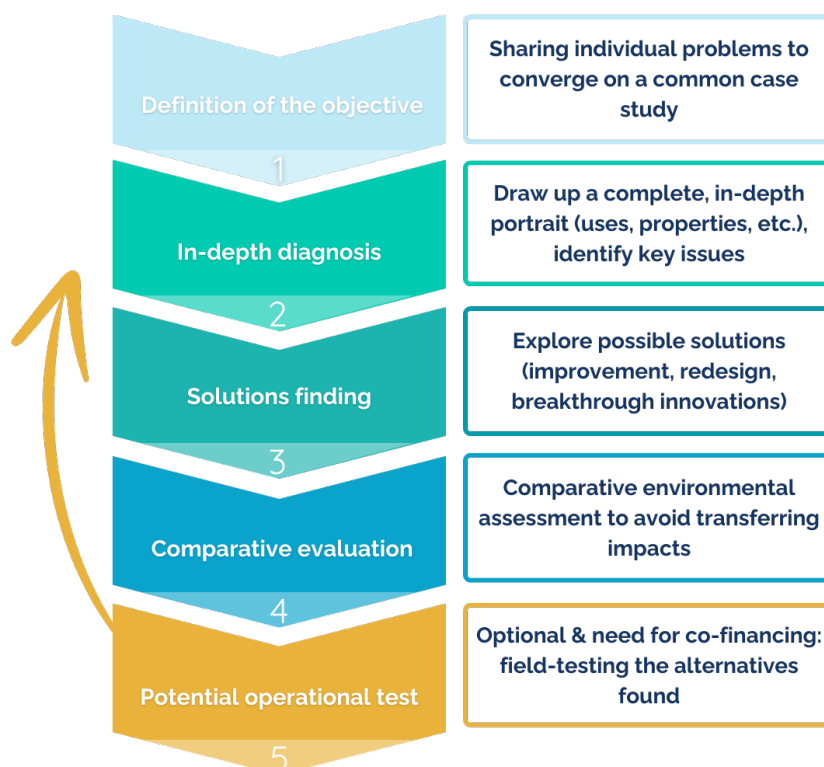 Definition of the objective
1
Sharing individual problems to
converge on a common case
study
In-depth diagnosis
2
Draw up a complete, in-depth
portrait (uses, properties, etc.),
identify key issues
Solutions finding
3
Explore possible solutions
(improvement, redesign,
breakthrough innovations)
Comparative evaluation
4
Comparative environmental
assessment to avoid transferring
impacts
Potential operational test
5
Optional & need for co-financing:
field-testing the alternatives
found